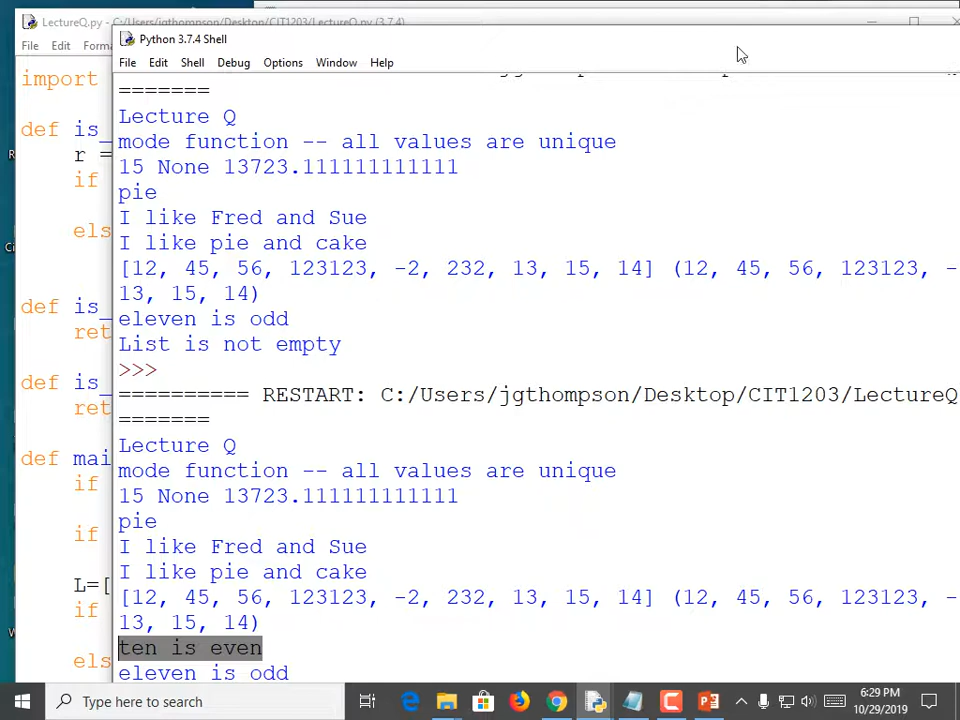 LectureQ.py - C:/Users/jgthompson/Desktop/CIT1203/LectureQ.py (3.7.4)
File Edit Forma
Python 3.7.4 Shell
File Edit Shell Debug Options Window Help
=======
Lecture Q
mode function -- all values are unique
15 None 13723.111111111111
pie
I like Fred and Sue
I like pie and cake
[12, 45, 56, 123123, -2, 232, 13, 15, 14] (12, 45, 56, 123123, -
13, 15, 14)
eleven is odd
List is not empty
>>>
========== RESTART: C:/Users/jgthompson/Desktop/CIT1203/LectureQ
=======
Lecture Q
mode function -- all values are unique
15 None 13723.111111111111
pie
I like Fred and Sue
I like pie and cake
[12, 45, 56, 123123, -2, 232, 13, 15, 14] (12, 45, 56, 123123, -
13, 15, 14)
ten is even
eleven is odd
import
def is_
r =
if
els
def is_
ret
def is_
ret
def mai
if
if
L=[
if
els
Type here to search
6:29 PM
10/29/2019